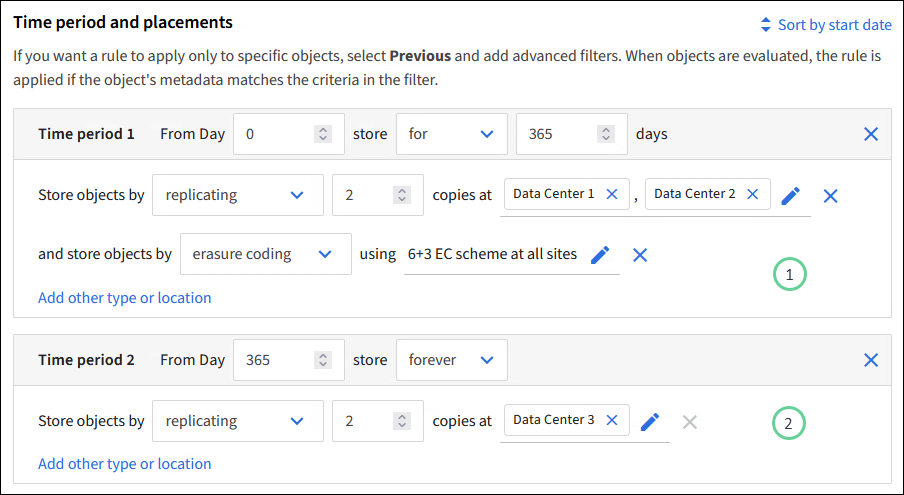 Time period and placements
Sort by start date
If you want a rule to apply only to specific objects, select Previous and add advanced filters. When objects are evaluated, the rule is
applied if the object's metadata matches the criteria in the filter.
Time period 1 From Day 0 store for 365 days
Store objects by replicating 2 copies at Data Center 1 , Data Center 2
and store objects by erasure coding using 6+3 EC scheme at all sites
1
Add other type or location
Time period 2 From Day 365 store forever
Store objects by replicating 2 copies at Data Center 3
2
Add other type or location